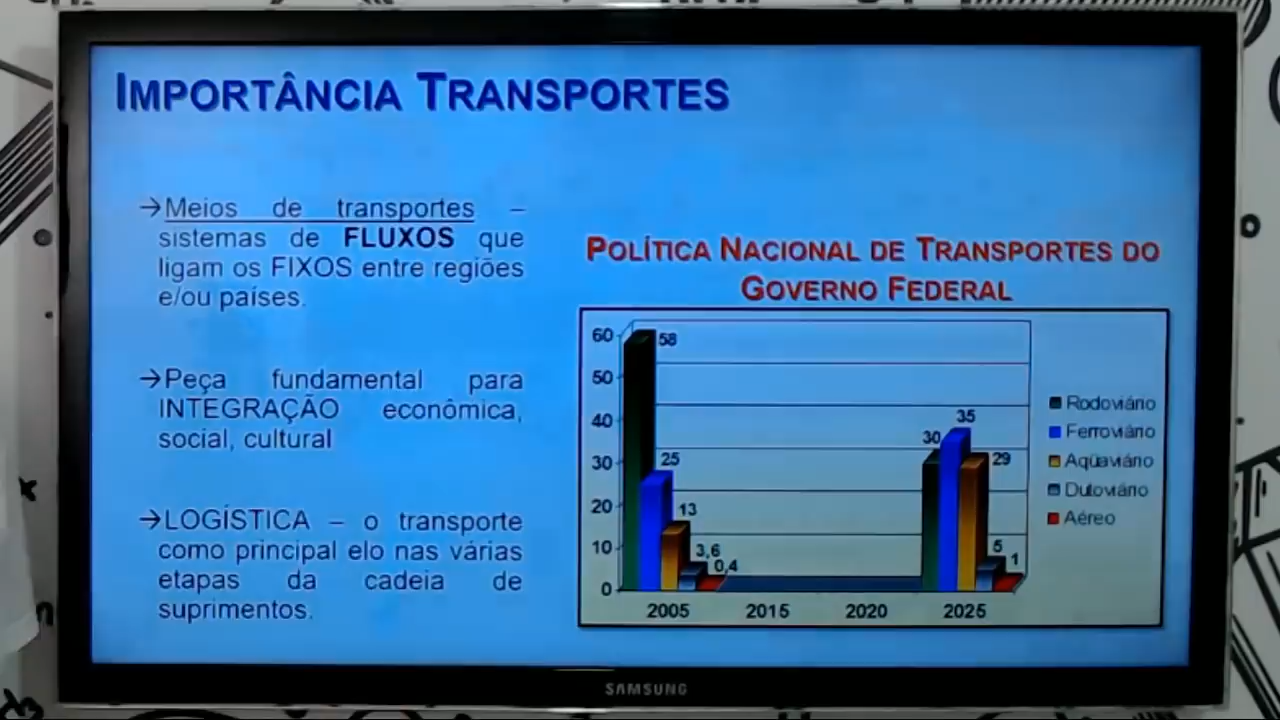 IMPORTÂNCIA TRANSPORTES
→Meios de transportes –
sistemas de FLUXOS que
ligam os FIXOS entre regiões
e/ou países.
→Peça fundamental para
INTEGRAÇÃO econômica,
social, cultural
→LOGÍSTICA – o transporte
como principal elo nas várias
etapas da cadeia de
suprimentos.
POLÍTICA NACIONAL DE TRANSPORTES DO
GOVERNO FEDERAL
60
50
40
30
20
10
0
58
25
13
3,6
0,4
30
35
29
5
1
2005 2015 2020 2025
Rodoviário
Ferroviário
Aqüaviário
Dutoviário
Aéreo
SAMSUNG